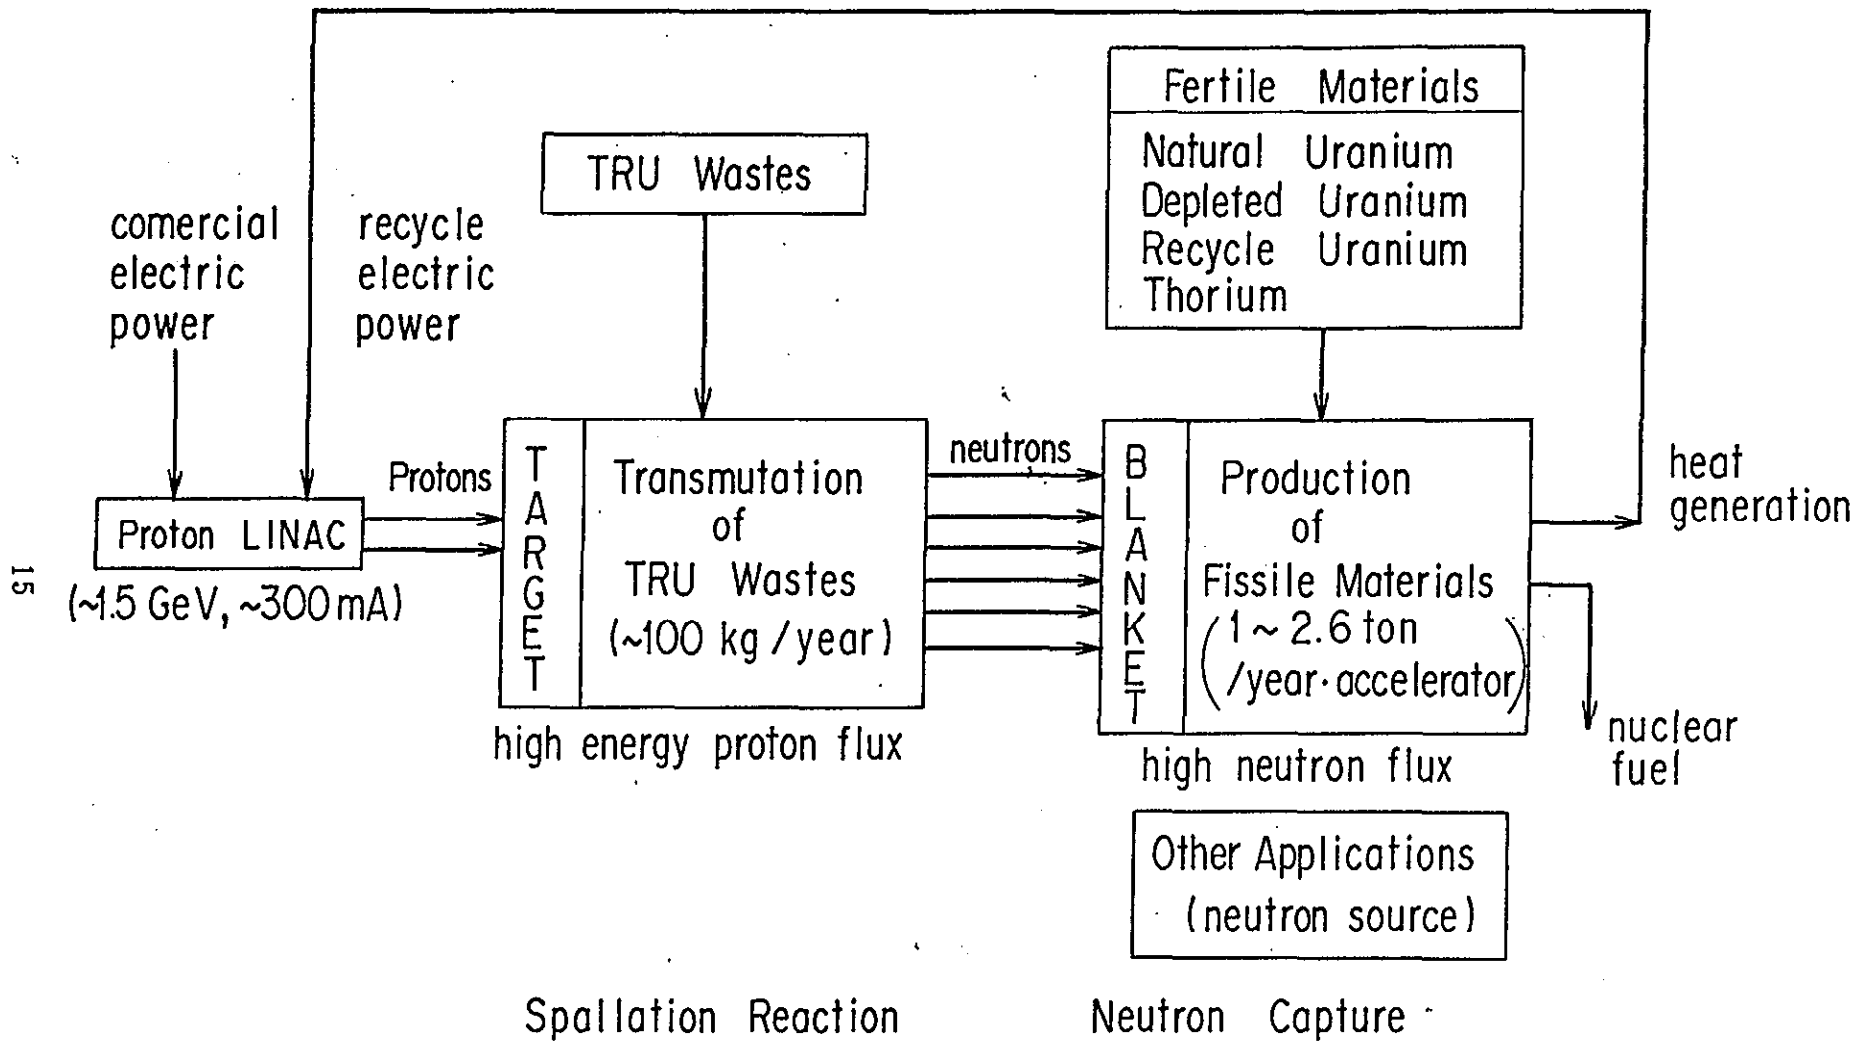 Fertile Materials
Natural Uranium
Depleted Uranium
Recycle Uranium
Thorium
TRU Wastes
comercial
electric
power
recycle
electric
power
Protons
neutrons
Proton LINAC
(~1.5 GeV, ~300 mA)
TARGET
Transmutation
of
TRU Wastes
(~100 kg / year)
high energy proton flux
BLANKET
Production
of
Fissile Materials
(1 ~ 2.6 ton
/year·accelerator)
high neutron flux
heat
generation
nuclear
fuel
Other Applications
(neutron source)
Spallation Reaction
Neutron Capture
15